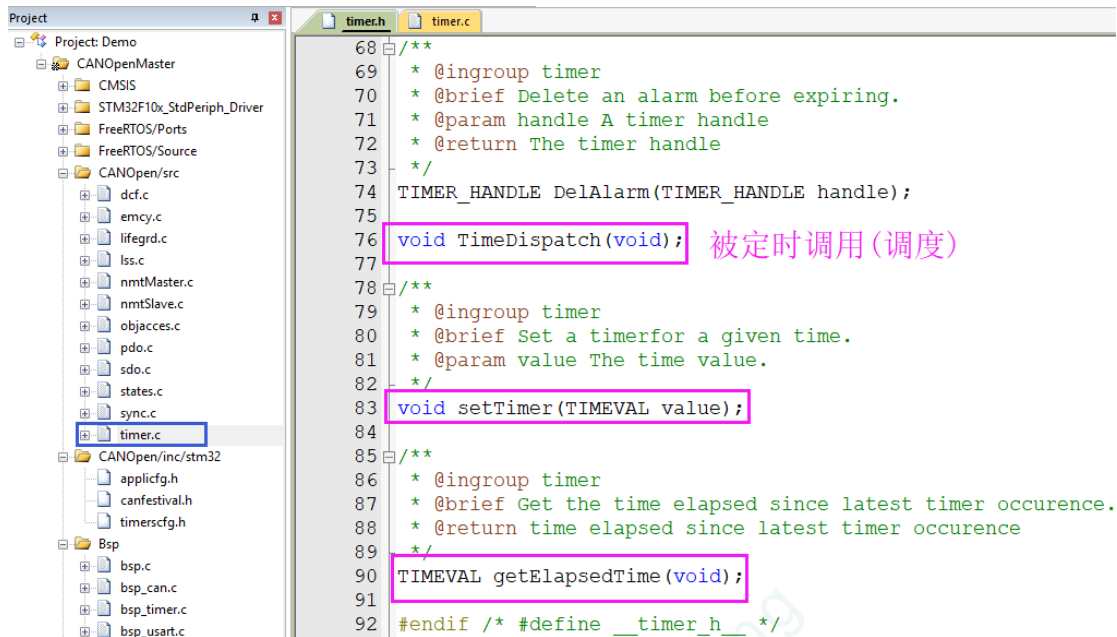 Project
Project: Demo
CANOpenMaster
CMSIS
STM32F10x_StdPeriph_Driver
FreeRTOS/Ports
FreeRTOS/Source
CANOpen/src
dcf.c
emcy.c
lifegrd.c
lss.c
nmtMaster.c
nmtSlave.c
objacces.c
pdo.c
sdo.c
states.c
sync.c
timer.c
CANOpen/inc/stm32
applicfg.h
canfestival.h
timerscfg.h
Bsp
bsp.c
bsp_can.c
bsp_timer.c
bsp_usart.c
timer.h timer.c
68 /**
69 * @ingroup timer
70 * @brief Delete an alarm before expiring.
71 * @param handle A timer handle
72 * @return The timer handle
73 */
74 TIMER_HANDLE DelAlarm(TIMER_HANDLE handle);
75
76 void TimeDispatch(void); 被定时调用(调度)
77
78 /**
79 * @ingroup timer
80 * @brief Set a timerfor a given time.
81 * @param value The time value.
82 */
83 void setTimer(TIMEVAL value);
84
85 /**
86 * @ingroup timer
87 * @brief Get the time elapsed since latest timer occurence.
88 * @return time elapsed since latest timer occurence
89 */
90 TIMEVAL getElapsedTime(void);
91
92 #endif /* #define __timer_h__ */